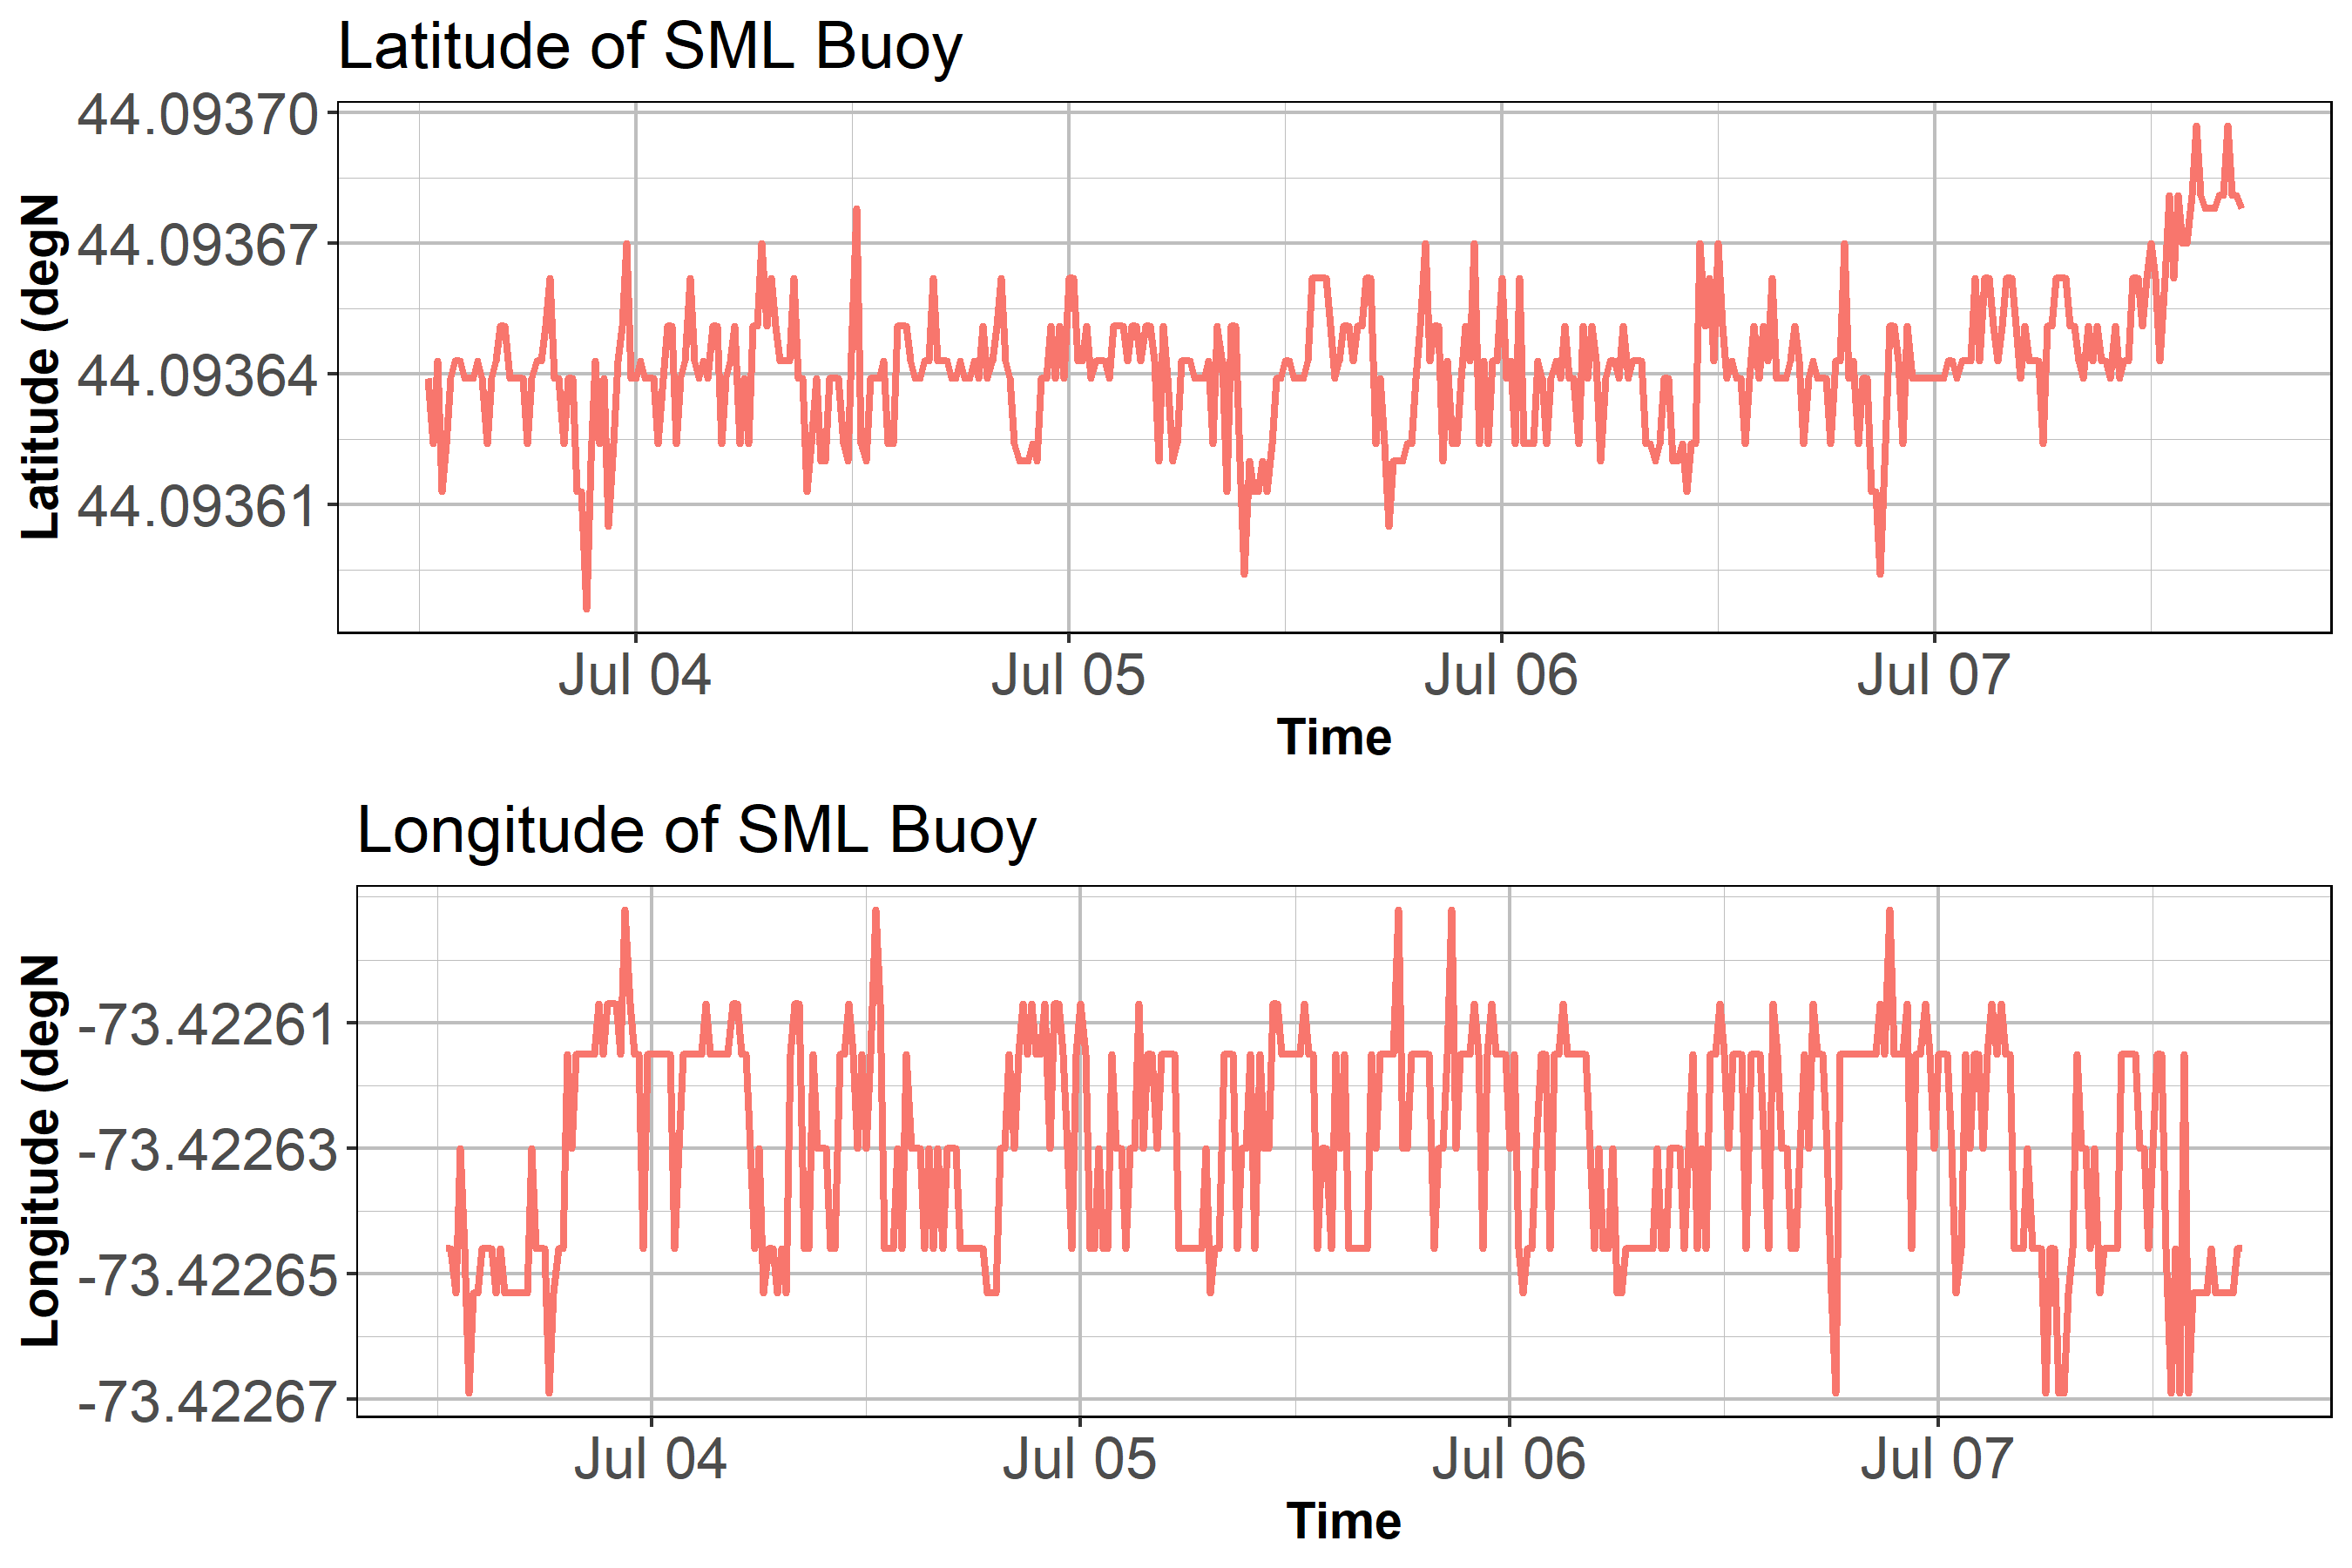 Latitude of SML Buoy
44.09370
44.09367
44.09364
44.09361
Latitude (degN
Jul 04
Jul 05
Jul 06
Jul 07
Time
Longitude of SML Buoy
-73.42261
-73.42263
-73.42265
-73.42267
Longitude (degN
Jul 04
Jul 05
Jul 06
Jul 07
Time